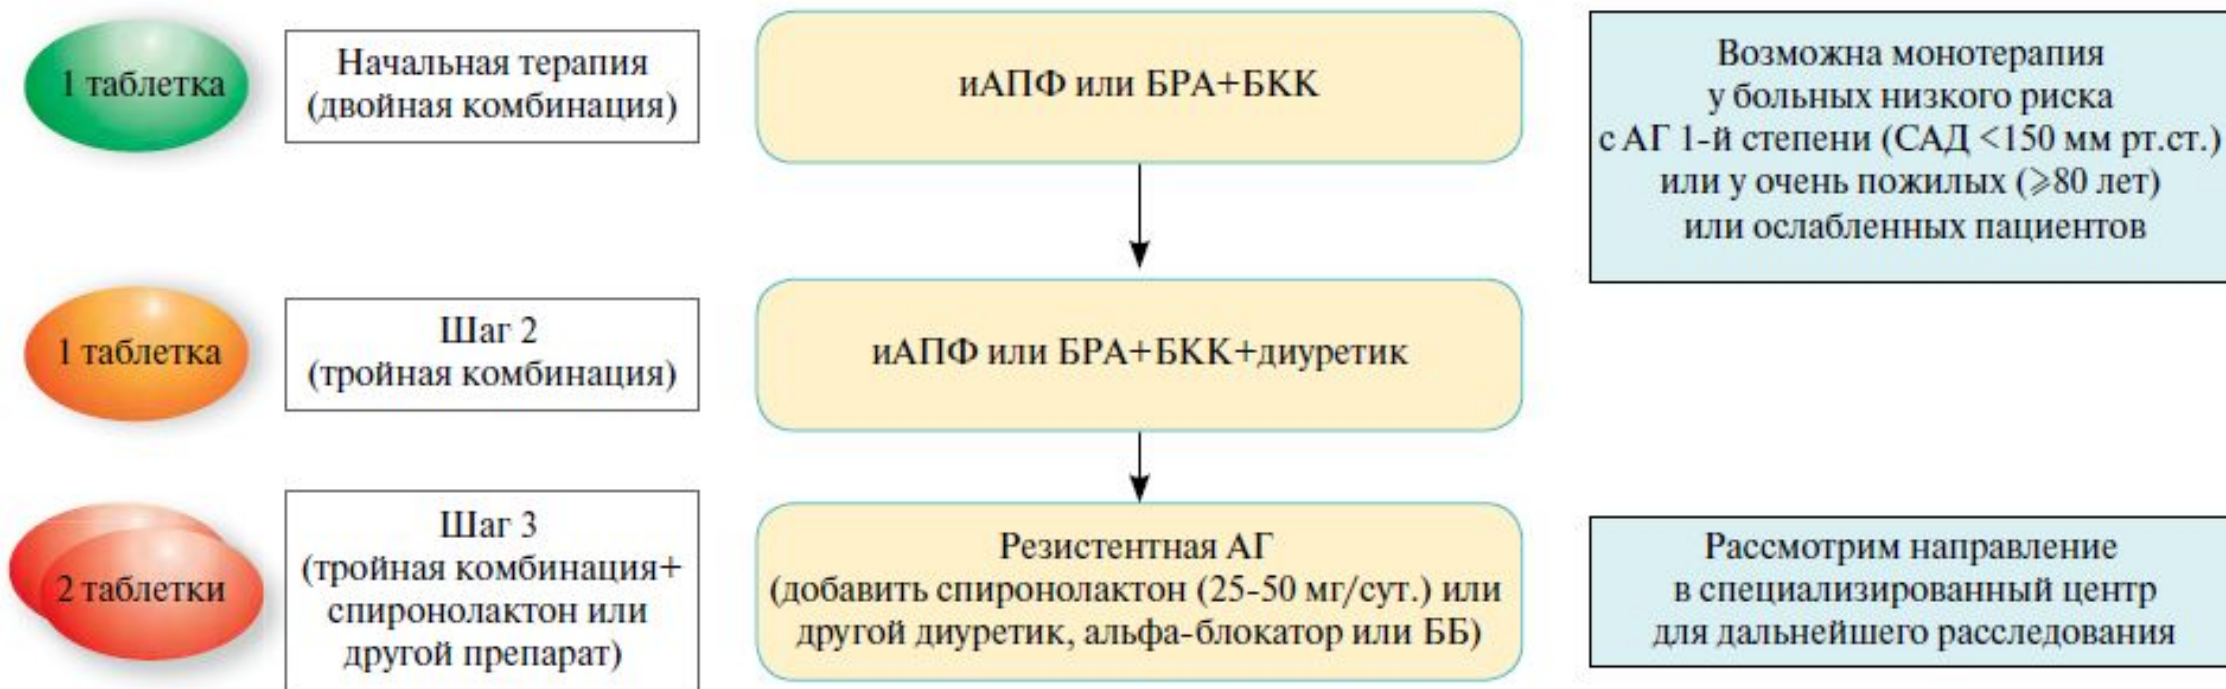 1 таблетка
Начальная терапия
(двойная комбинация)
иАПФ или БРА+БКК
Возможна монотерапия
у больных низкого риска
с АГ 1-й степени (САД <150 мм рт.ст.)
или у очень пожилых (⩾80 лет)
или ослабленных пациентов
1 таблетка
Шаг 2
(тройная комбинация)
иАПФ или БРА+БКК+диуретик
2 таблетки
Шаг 3
(тройная комбинация+
спиронолактон или
другой препарат)
Резистентная АГ
(добавить спиронолактон (25-50 мг/сут.) или
другой диуретик, альфа-блокатор или ББ)
Рассмотрим направление
в специализированный центр
для дальнейшего расследования